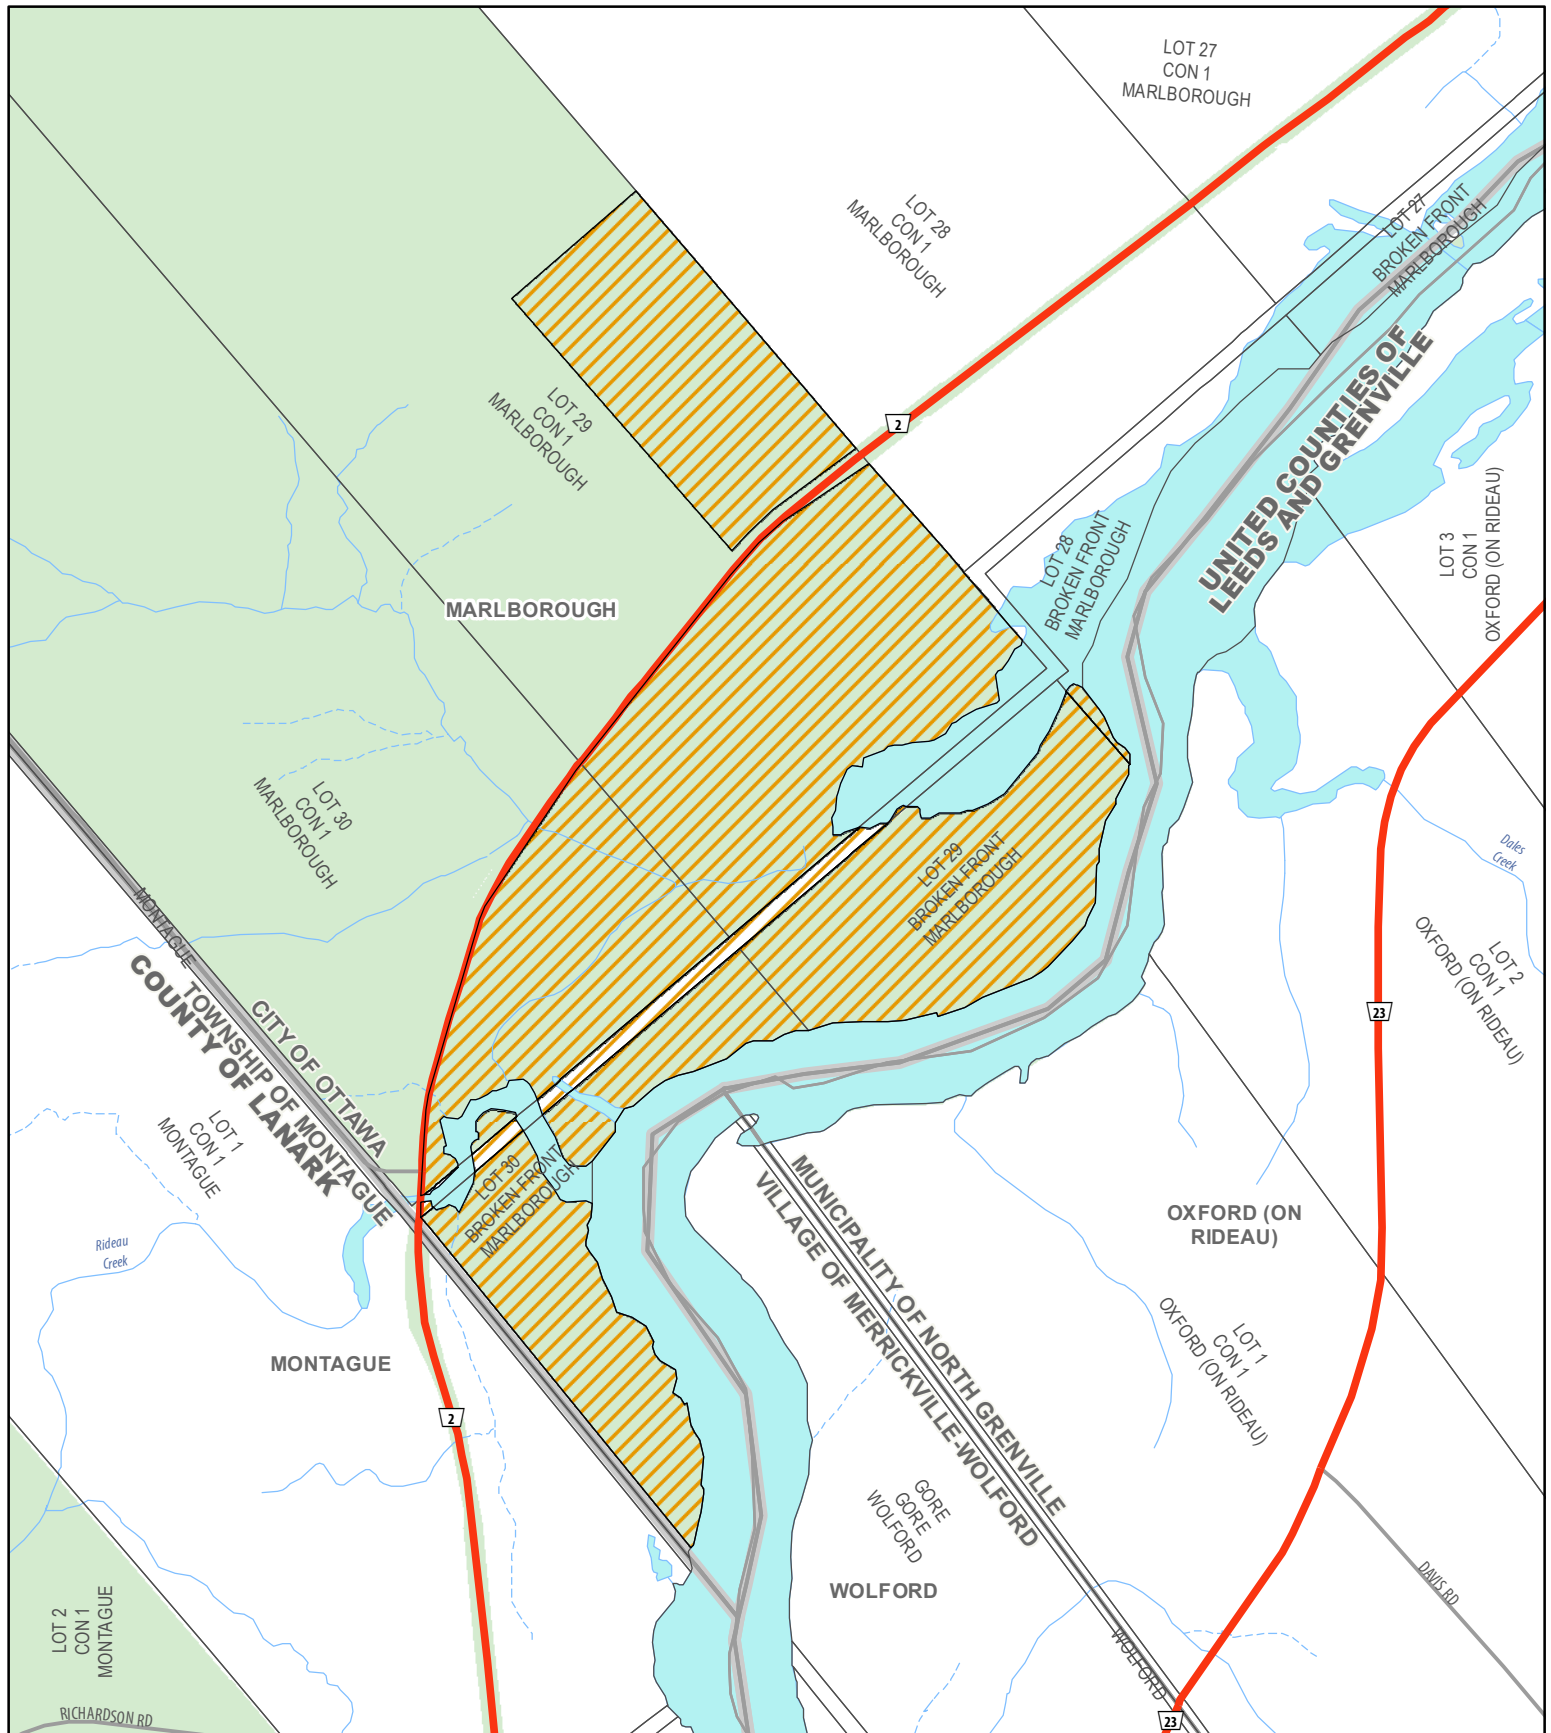 LOT 27
CON 1
MARLBOROUGH
LOT 28
CON 1
MARLBOROUGH
LOT 27
BROKEN FRONT
MARLBOROUGH
UNITED COUNTIES OF
LEEDS AND GRENVILLE
LOT 29
CON 1
MARLBOROUGH
2
LOT 28
BROKEN FRONT
MARLBOROUGH
LOT 3
CON 1
OXFORD (ON RIDEAU)
MARLBOROUGH
LOT 30
CON 1
MARLBOROUGH
LOT 29
BROKEN FRONT
MARLBOROUGH
Dales
Creek
LOT 2
CON 1
OXFORD (ON RIDEAU)
MONTAGUE
CITY OF OTTAWA
TOWNSHIP OF MONTAGUE
COUNTY OF LANARK
23
LOT 1
CON 1
MONTAGUE
LOT 30
BROKEN FRONT
MARLBOROUGH
MUNICIPALITY OF NORTH GRENVILLE
VILLAGE OF MERRICKVILLE-WOLFORD
OXFORD (ON
RIDEAU)
Rideau
Creek
LOT 1
CON 1
OXFORD (ON RIDEAU)
MONTAGUE
2
GORE
GORE
WOLFORD
WOLFORD
DAVIS RD
LOT 2
CON 1
MONTAGUE
WOLFORD
RICHARDSON RD
23